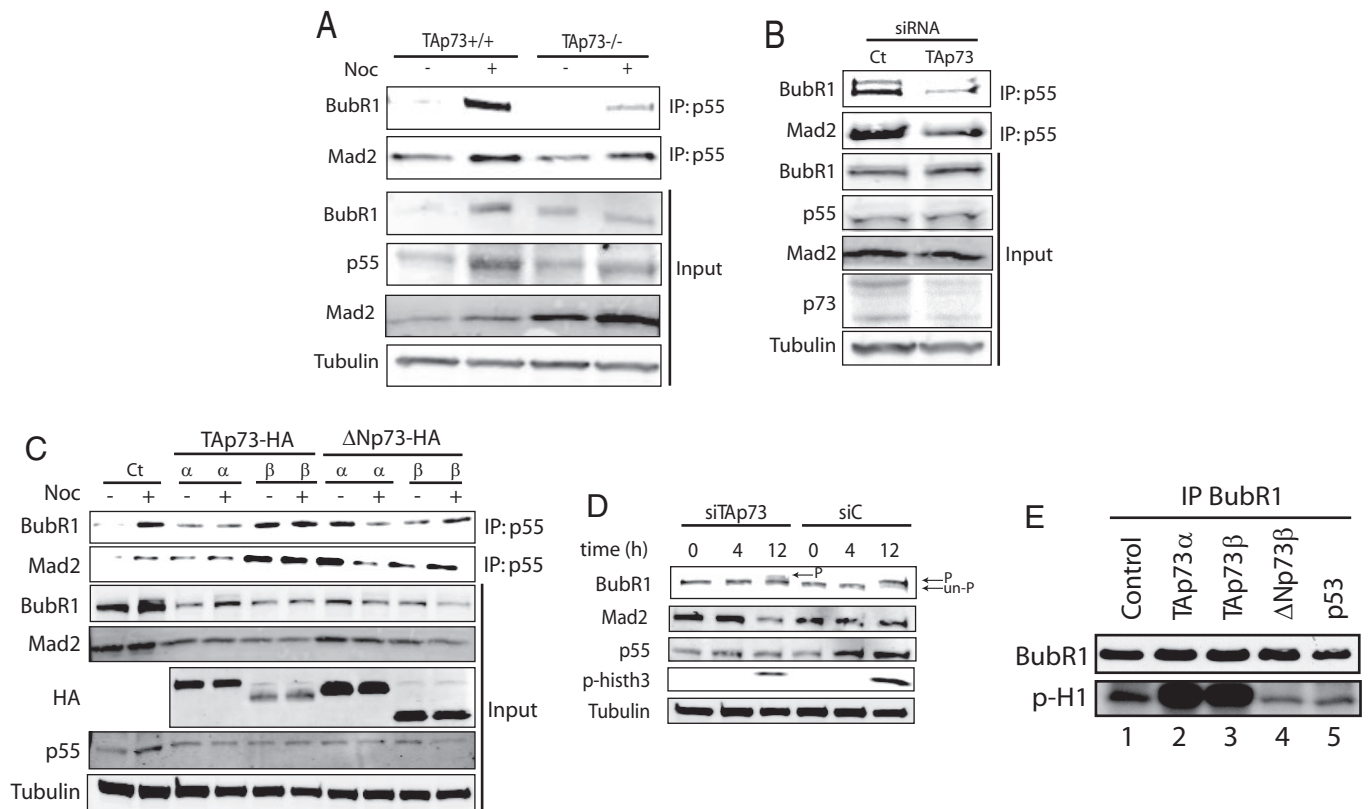 A
TAp73+/+ TAp73-/-
Noc - + - +
BubR1 IP: p55
Mad2 IP: p55
BubR1
p55
Mad2
Tubulin
Input
B
siRNA
Ct TAp73
BubR1 IP: p55
Mad2 IP: p55
BubR1
p55
Mad2
p73
Tubulin
Input
C
TAp73-HA ΔNp73-HA
Ct α α β β α α β β
Noc - + - + - + - + - +
BubR1 IP: p55
Mad2 IP: p55
BubR1
Mad2
HA
p55
Tubulin
Input
D
siTAp73 siC
time (h) 0 4 12 0 4 12
BubR1 ←P ←P
←un-P
Mad2
p55
p-histh3
Tubulin
E
IP BubR1
Control TAp73α TAp73β ΔNp73β p53
BubR1
p-H1
1 2 3 4 5